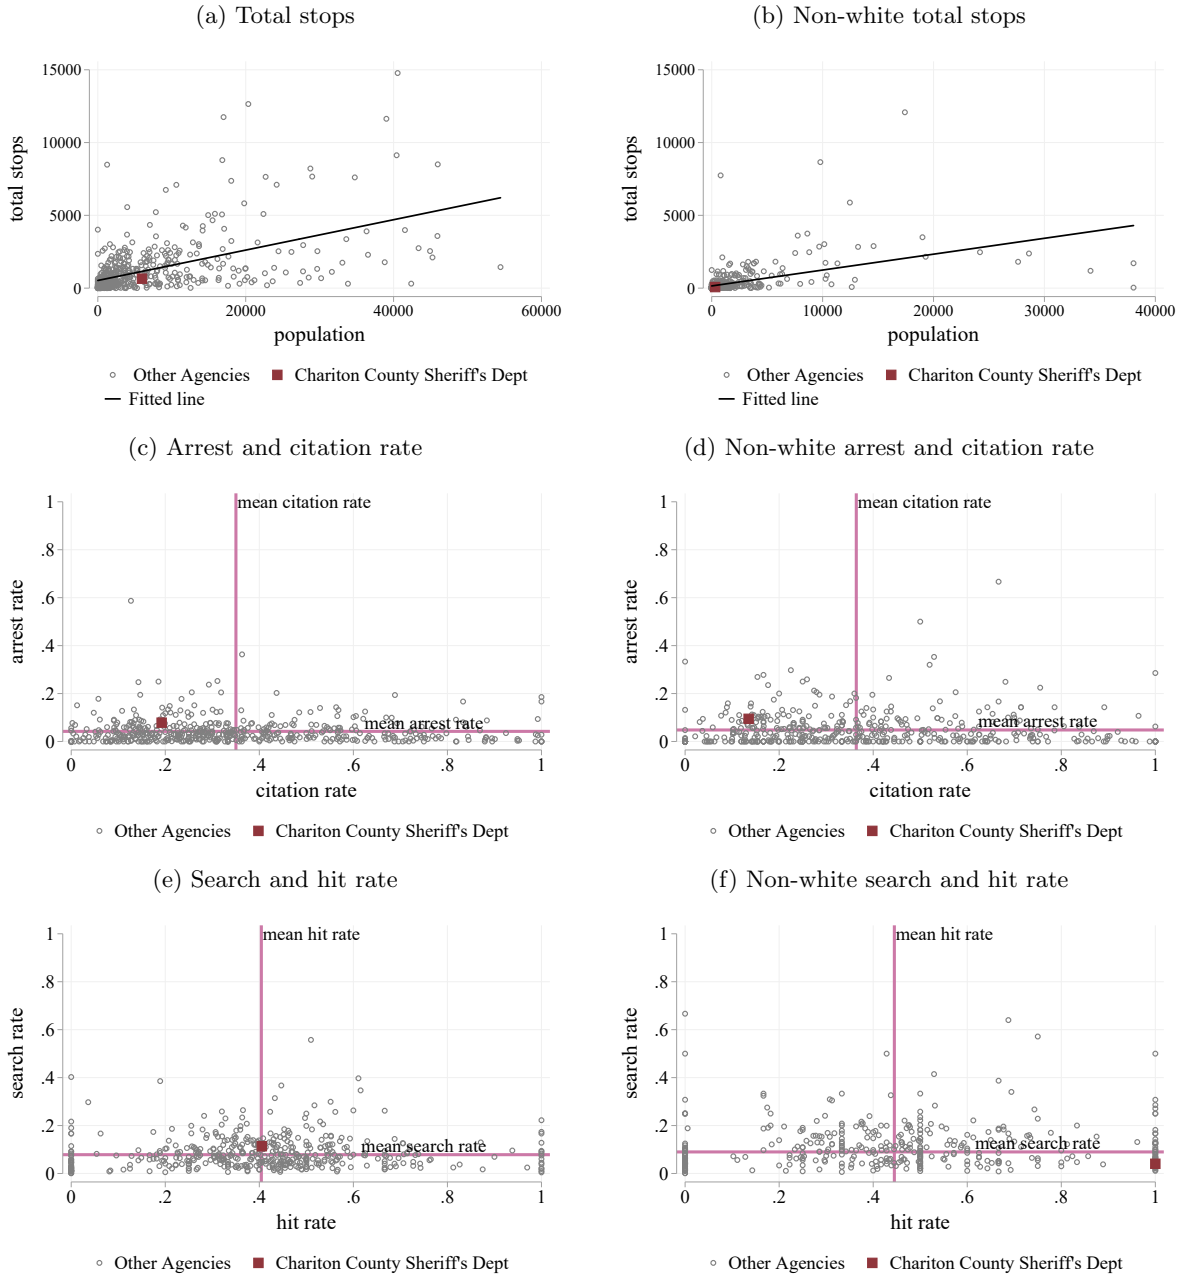 (a) Total stops
(b) Non-white total stops
15000
10000
5000
0
total stops
0 20000 40000 60000
population
Other Agencies Chariton County Sheriff's Dept
Fitted line
15000
10000
5000
0
total stops
0 10000 20000 30000 40000
population
Other Agencies Chariton County Sheriff's Dept
Fitted line
(c) Arrest and citation rate
(d) Non-white arrest and citation rate
1
.8
.6
.4
.2
0
arrest rate
mean citation rate
mean arrest rate
0 .2 .4 .6 .8 1
citation rate
Other Agencies Chariton County Sheriff's Dept
1
.8
.6
.4
.2
0
arrest rate
mean citation rate
mean arrest rate
0 .2 .4 .6 .8 1
citation rate
Other Agencies Chariton County Sheriff's Dept
(e) Search and hit rate
(f) Non-white search and hit rate
1
.8
.6
.4
.2
0
search rate
mean hit rate
mean search rate
0 .2 .4 .6 .8 1
hit rate
Other Agencies Chariton County Sheriff's Dept
1
.8
.6
.4
.2
0
search rate
mean hit rate
mean search rate
0 .2 .4 .6 .8 1
hit rate
Other Agencies Chariton County Sheriff's Dept